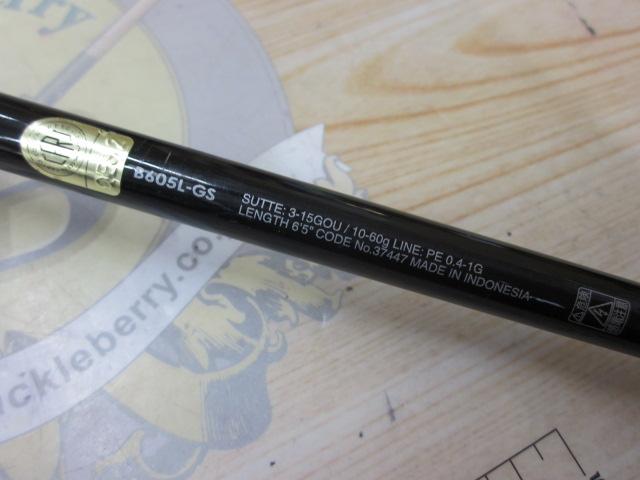 B605L-GS
SUTTE: 3-15GOU / 10-60g LINE: PE 0.4-1G
LENGTH 6'5" CODE No.37447 MADE IN INDONESIA
ckleberry.co.
erry